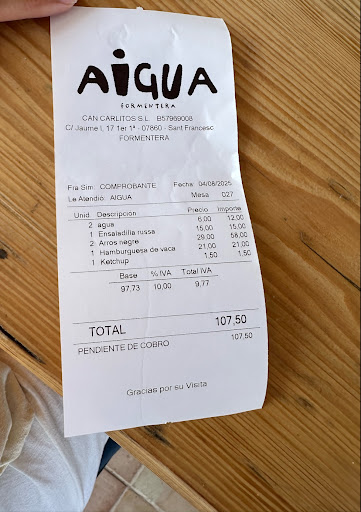 AiGUA
FORMENTERA
CAN CARLITOS S.L. B57969008
C/ Jaume I, 17 1er 1ª - 07860 - Sant Francesc
FORMENTERA
Fra.Sim.: COMPROBANTE Fecha: 04/08/2025
Le Atendio: AIGUA Mesa 027
Unid. Descripcion Precio Importe
2 agua 6,00 12,00
1 Ensaladilla russa 15,00 15,00
2 Arros negre 29,00 58,00
1 Hamburguesa de vaca 21,00 21,00
1 Ketchup 1,50 1,50
Base % IVA Total IVA
97,73 10,00 9,77
TOTAL 107,50
PENDIENTE DE COBRO 107,50
Gracias por su Visita